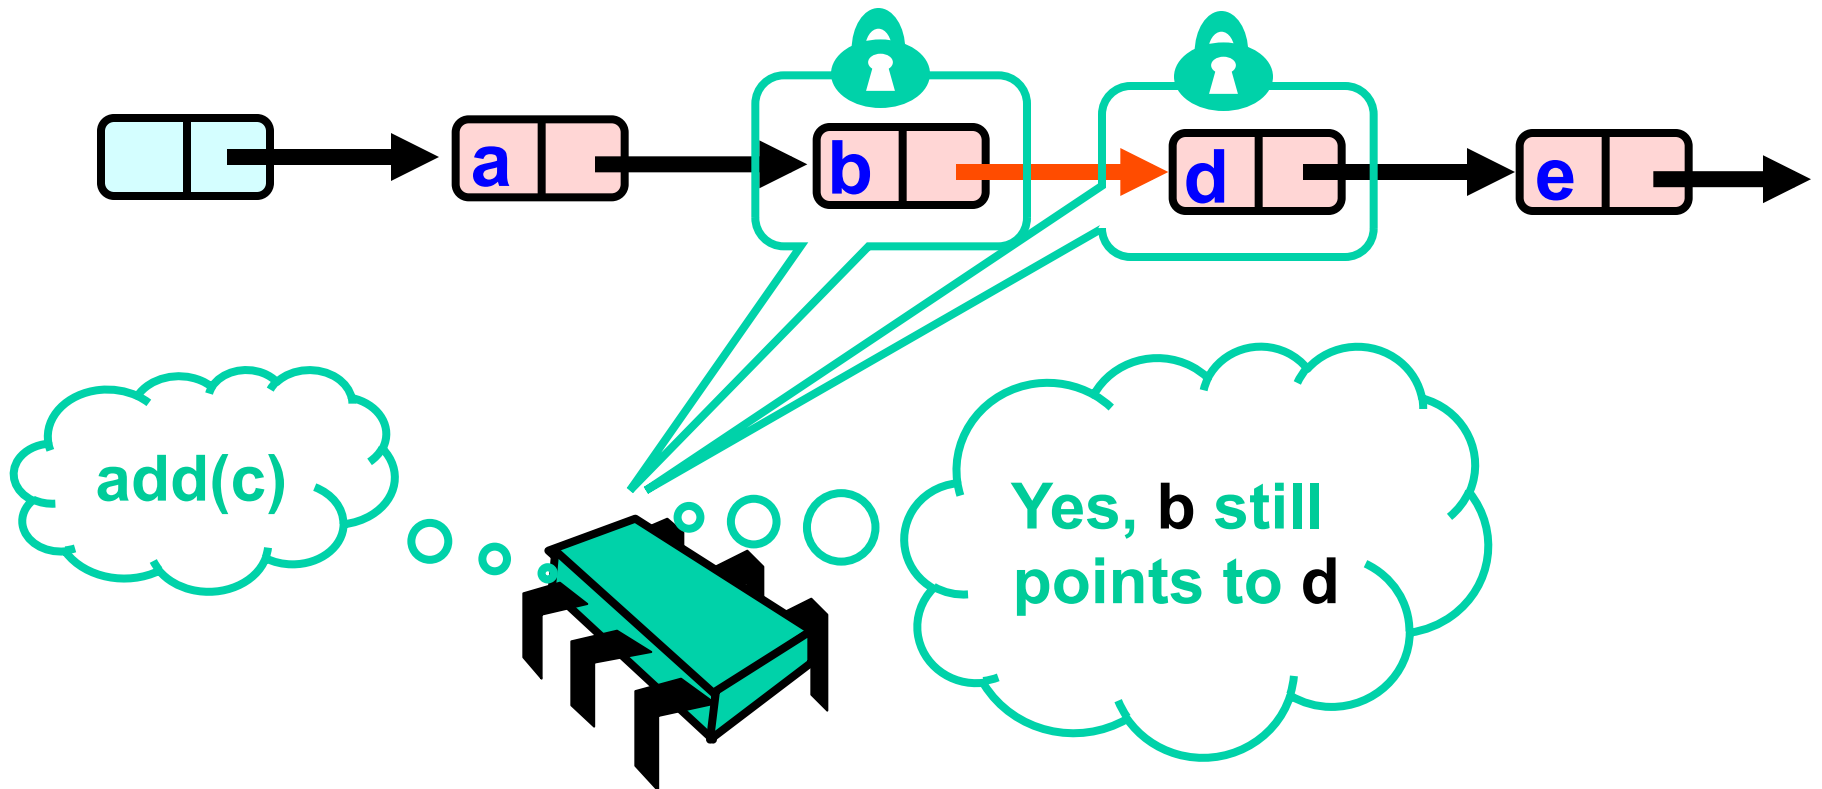 a
b
d
e
add(c)
Yes, b still
points to d